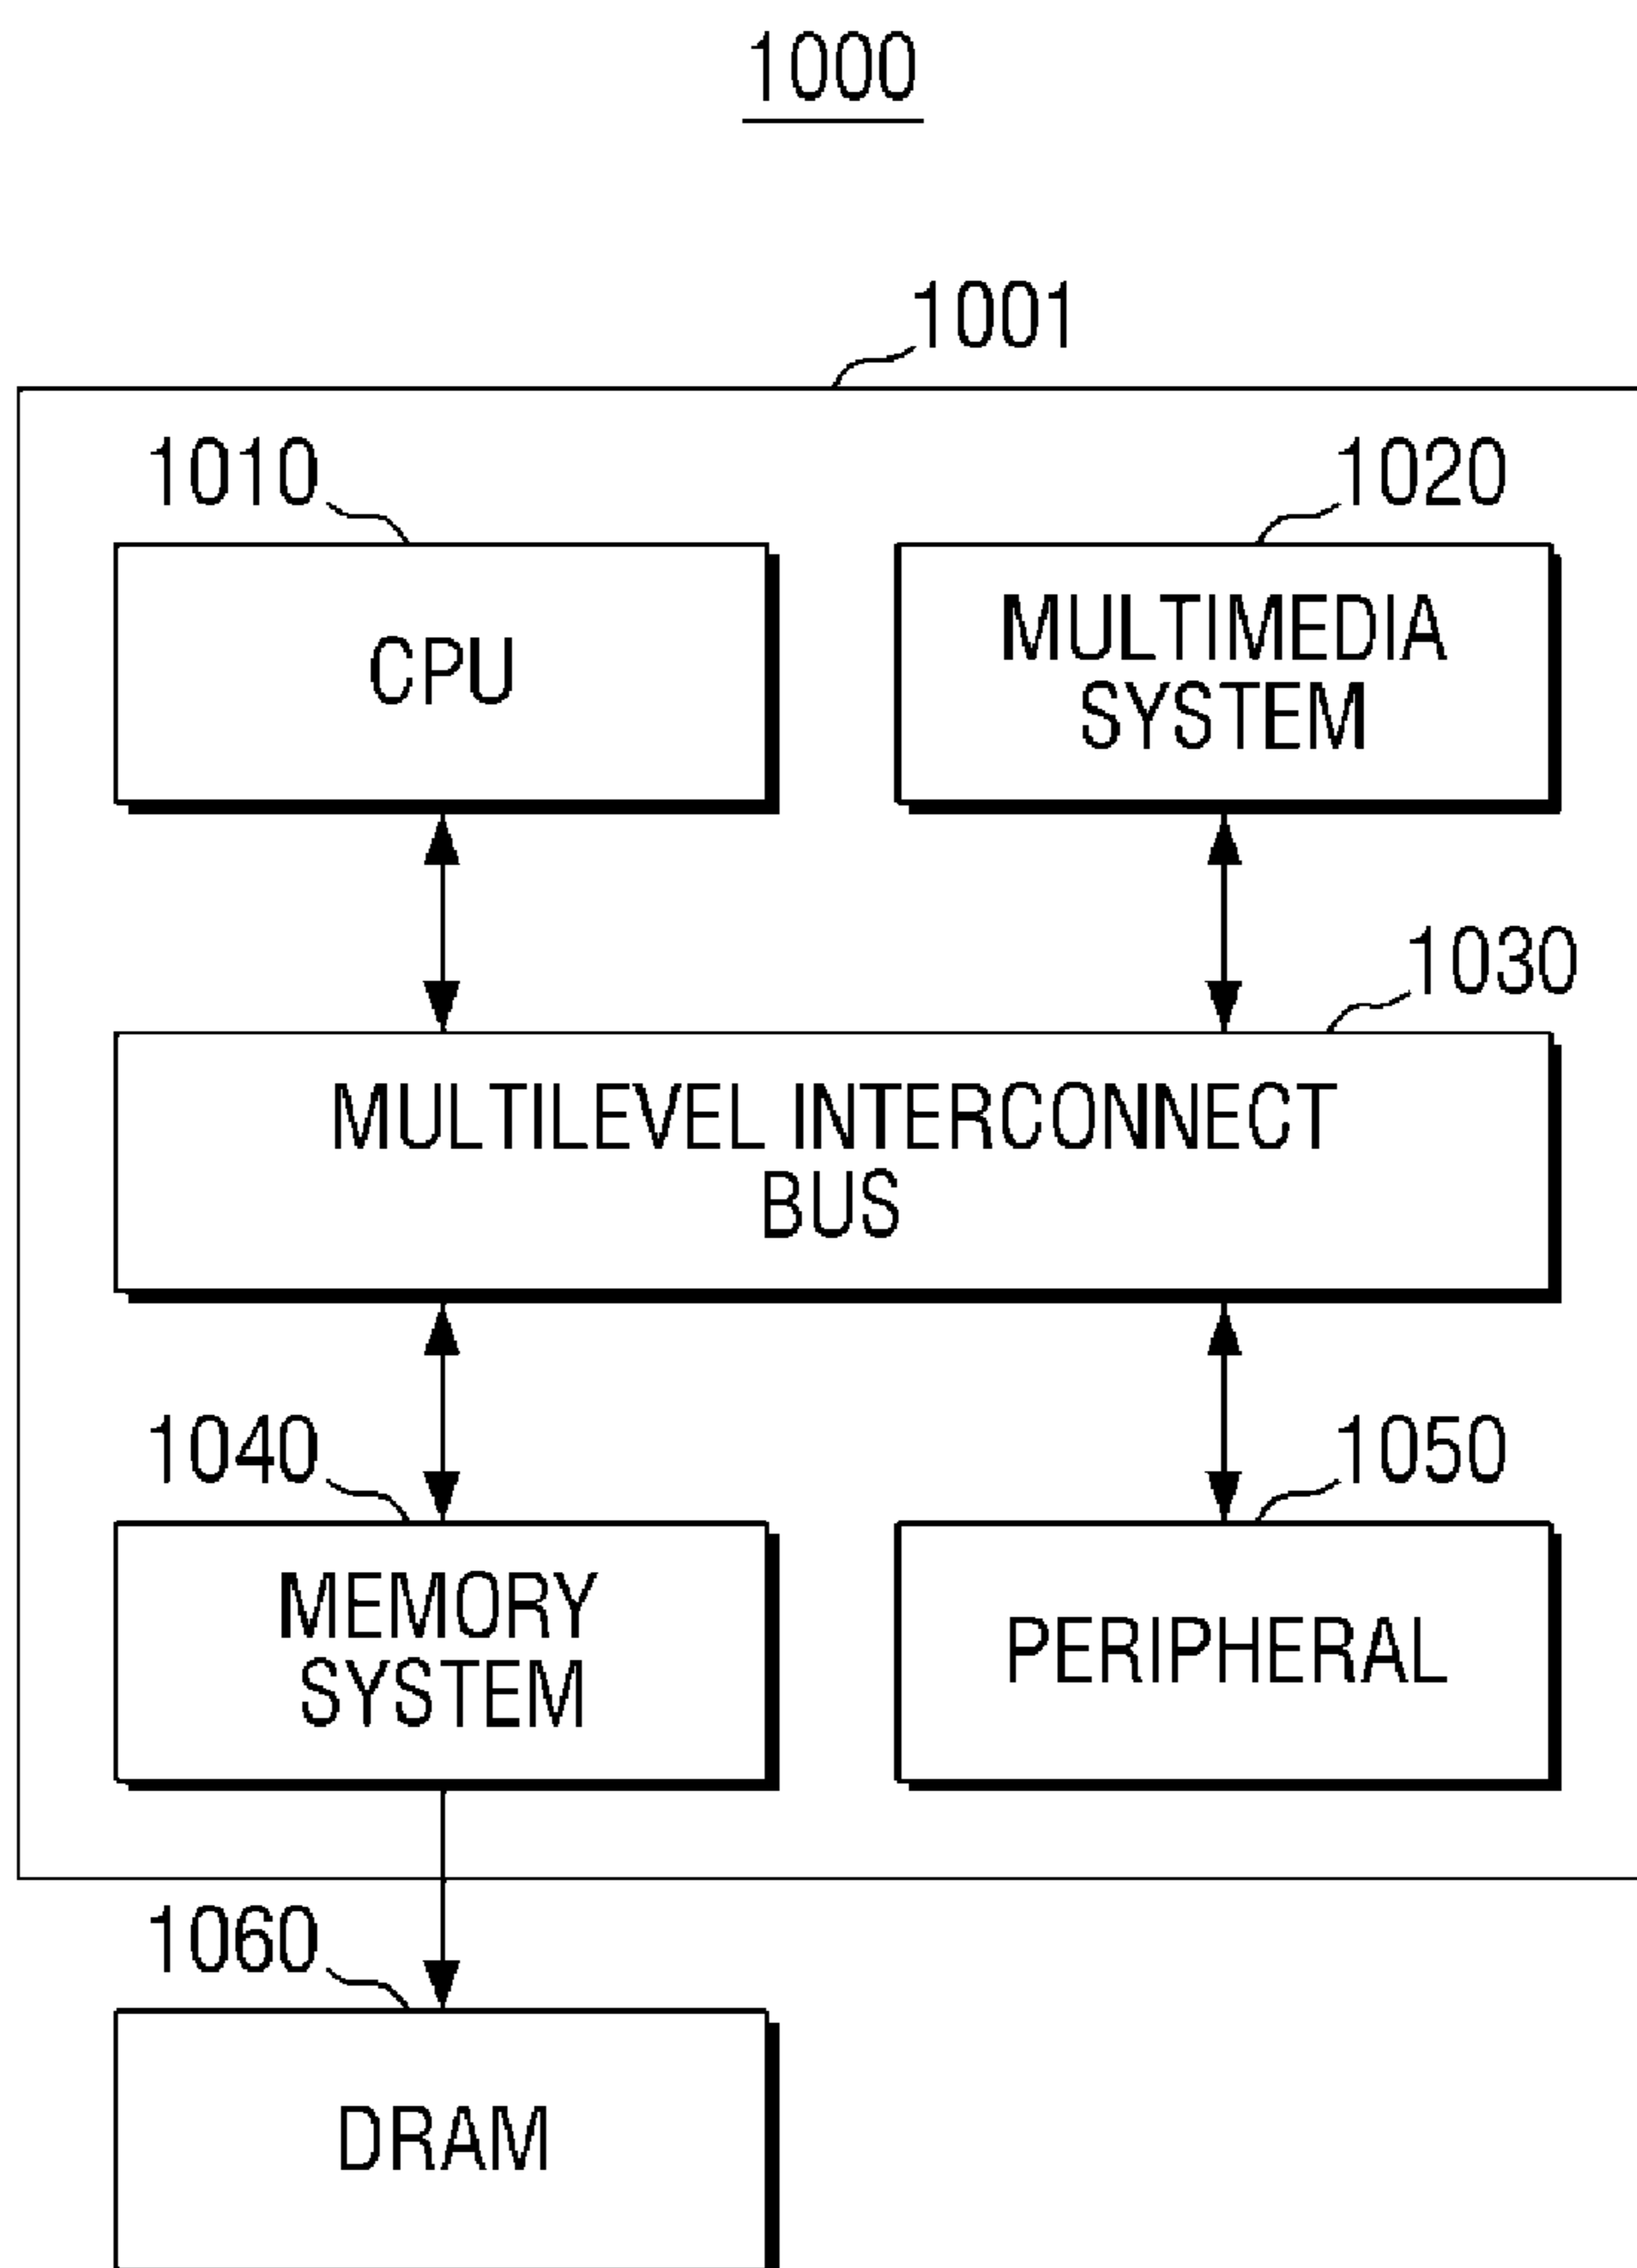 1000
1001
1010
1020
CPU
MULTIMEDIA
SYSTEM
1030
MULTILEVEL INTERCONNECT
BUS
1040
1050
MEMORY
SYSTEM
PERIPHERAL
1060
DRAM